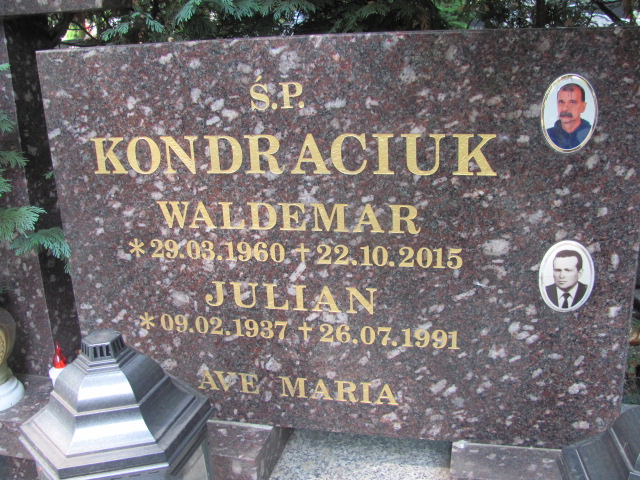 Ś.P.
KONDRACIUK
WALDEMAR
*29.03.1960 †22.10.2015
JULIAN
*09.02.1937 †26.07.1991
AVE MARIA